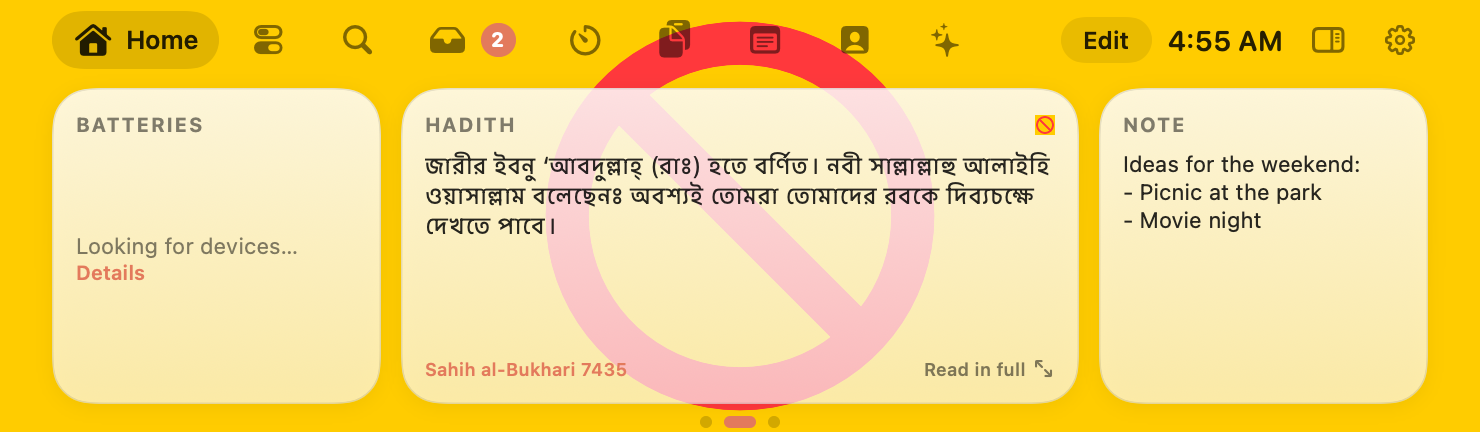 Home
2
Edit
4:55 AM
BATTERIES
Looking for devices...
Details
HADITH
জারীর ইবনু ‘আবদুল্লাহ্ (রাঃ) হতে বর্ণিত। নবী সাল্লাল্লাহু আলাইহি
ওয়াসাল্লাম বলেছেনঃ অবশ্যই তোমরা তোমাদের রবকে দিব্যচক্ষে
দেখতে পাবে।
Sahih al-Bukhari 7435
Read in full
NOTE
Ideas for the weekend:
- Picnic at the park
- Movie night